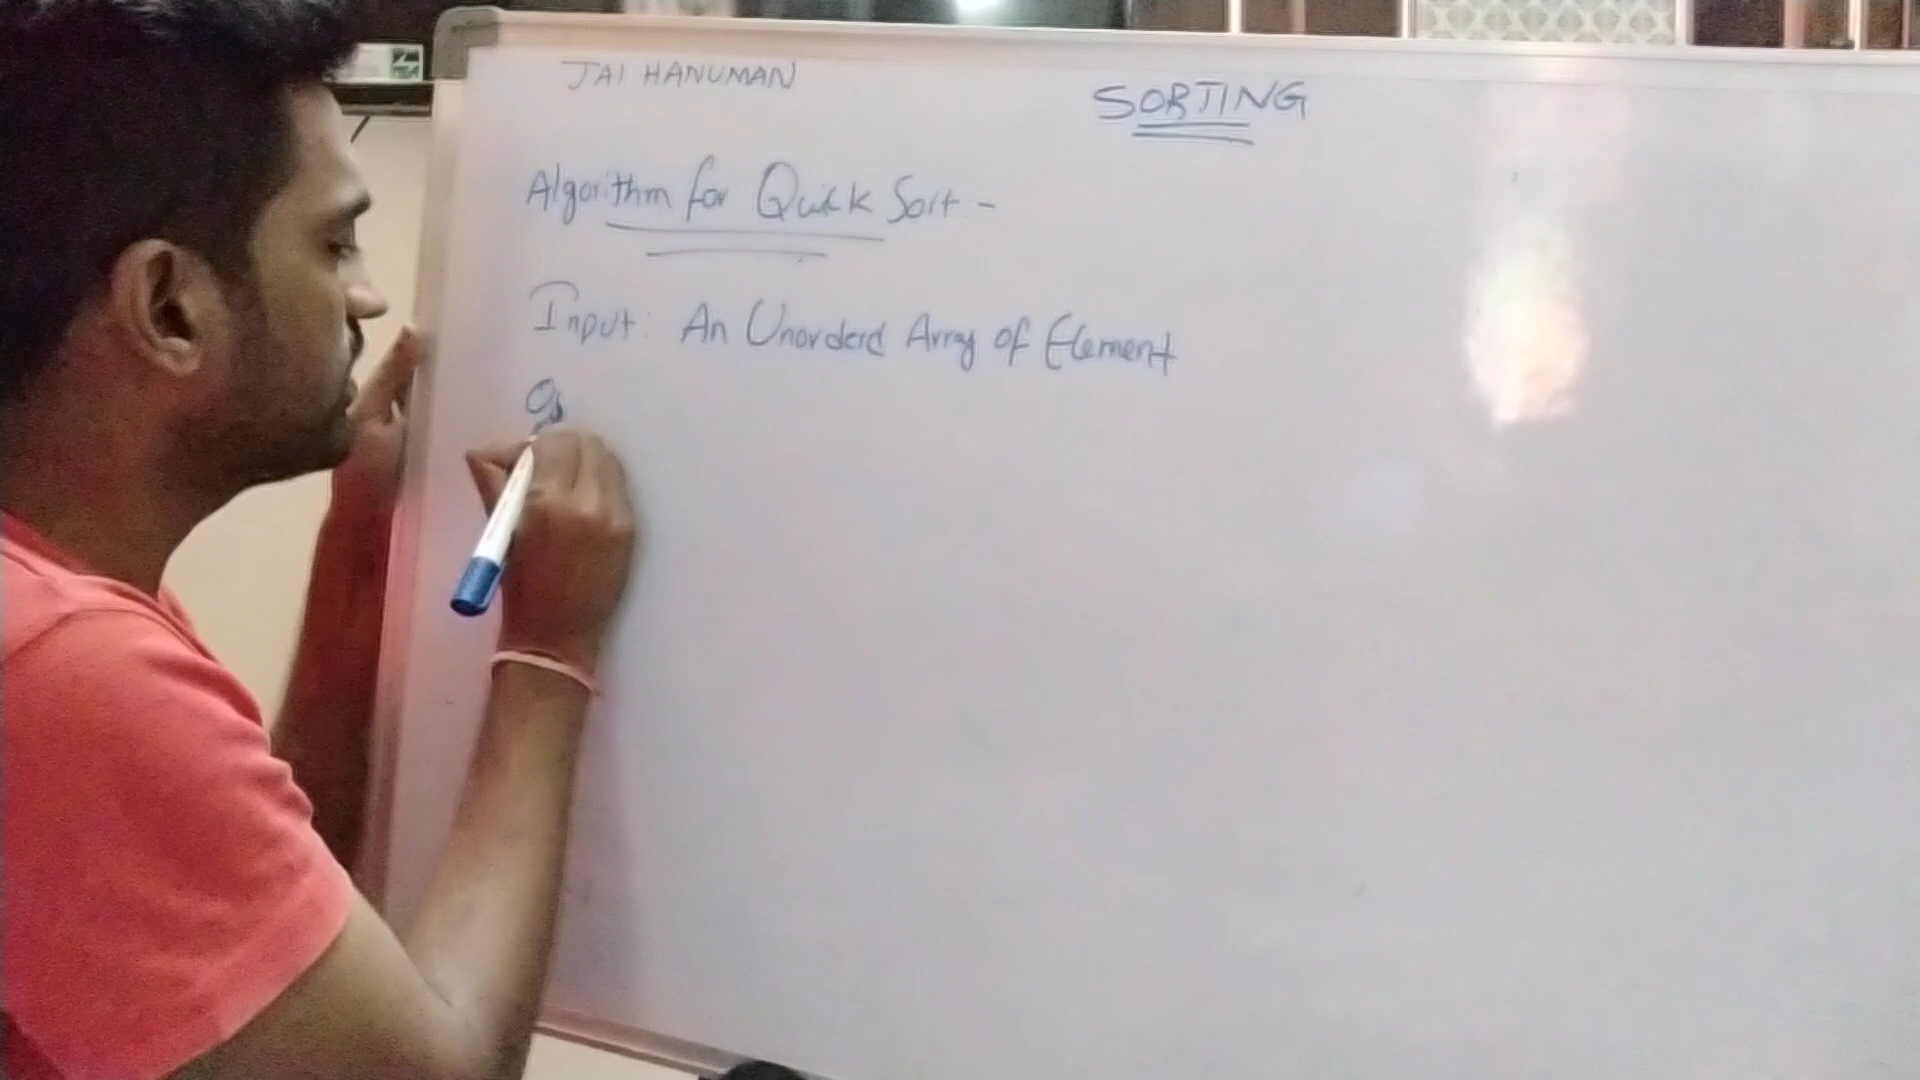 JAI HANUMAN
SORTING
Algorithm for Quick Sort :-
Input: An Unorderd Array of Element